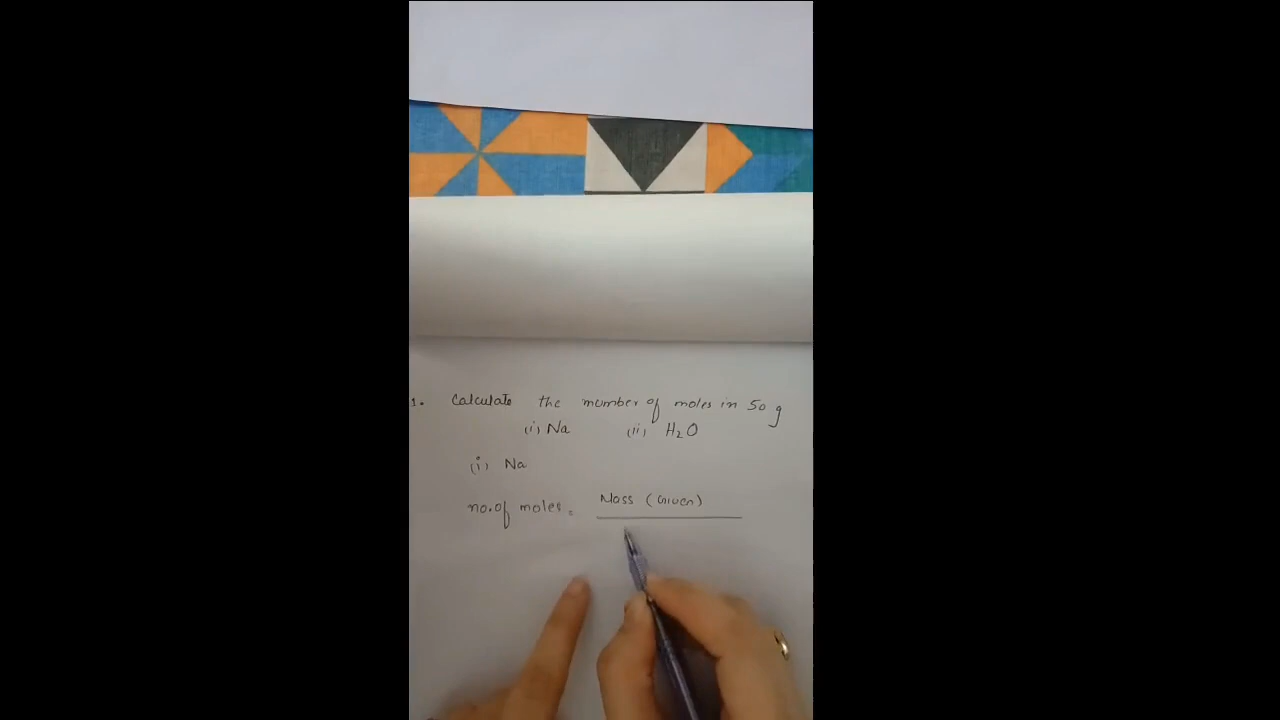 1. Calculate the number of moles in 50 g
(i) Na (ii) H₂O
(i) Na
no. of moles = Mass (Given)